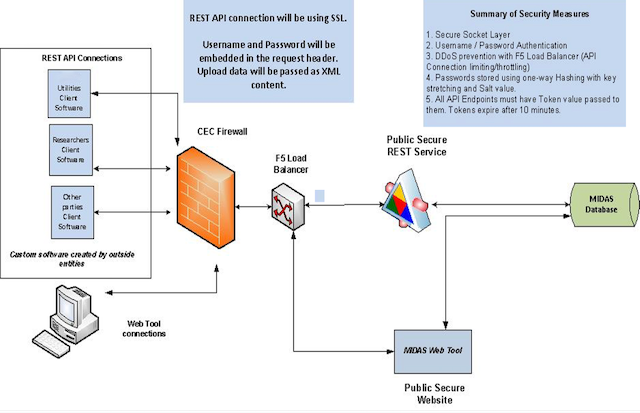 REST API connection will be using SSL.
Username and Password will be
embedded in the request header.
Upload data will be passed as XML
content.
Summary of Security Measures
1. Secure Socket Layer
2. Username / Password Authentication
3. DDoS prevention with F5 Load Balancer (API
Connection limiting/throttling)
4. Passwords stored using one-way Hashing with key
stretching and Salt value.
5. All API Endpoints must have Token value passed to
them. Tokens expire after 10 minutes.
REST API Connections
Utilities
Client
Software
Researchers
Client
Software
Other
parties
Client
Software
Custom software created by outside
entities
CEC Firewall
F5 Load
Balancer
Public Secure
REST Service
MIDAS
Database
Web Tool
connections
MIDAS Web Tool
Public Secure
Website